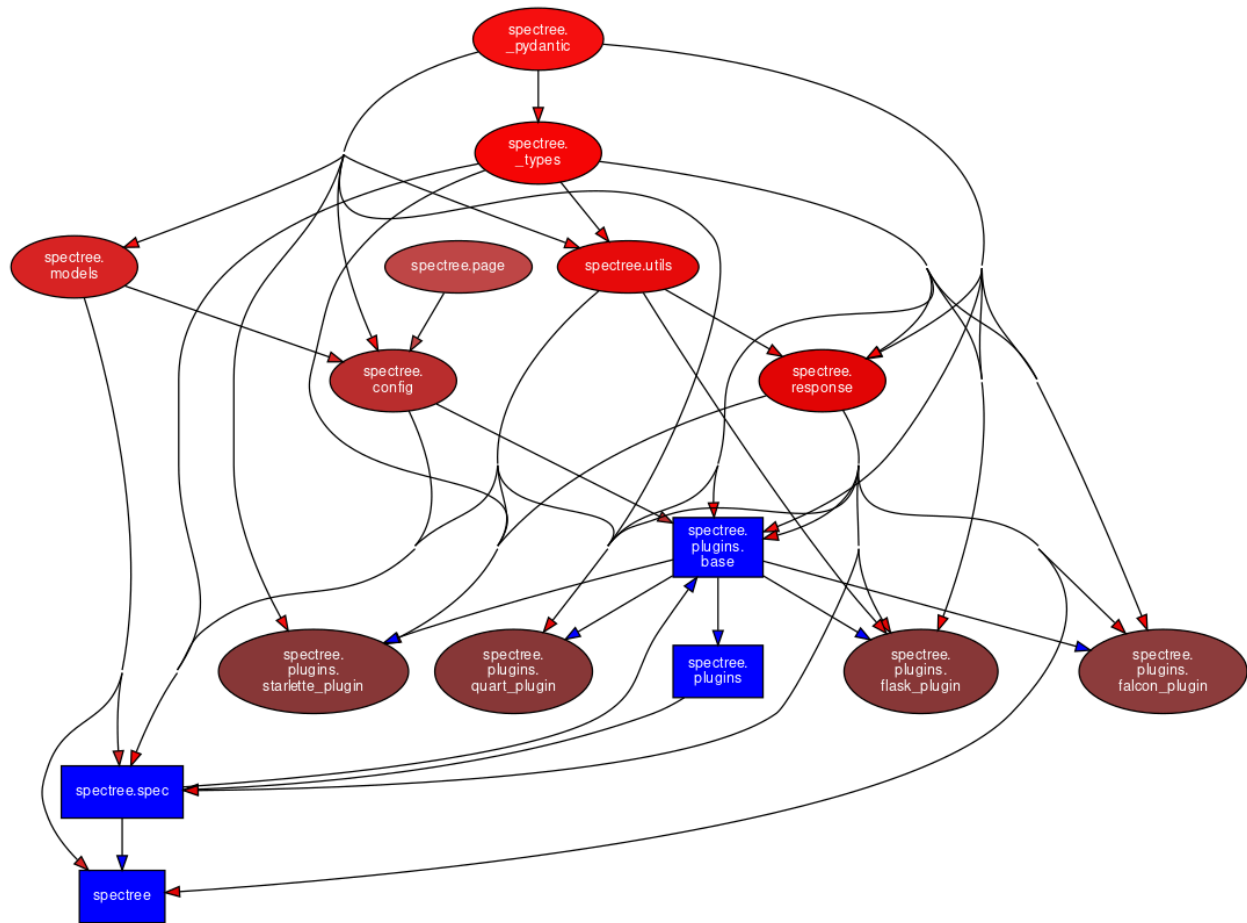 spectree.
_pydantic
spectree.
_types
spectree.
models
spectree.page
spectree.utils
spectree.
config
spectree.
response
spectree.
plugins.
base
spectree.
plugins.
starlette_plugin
spectree.
plugins.
quart_plugin
spectree.
plugins
spectree.
plugins.
flask_plugin
spectree.
plugins.
falcon_plugin
spectree.spec
spectree